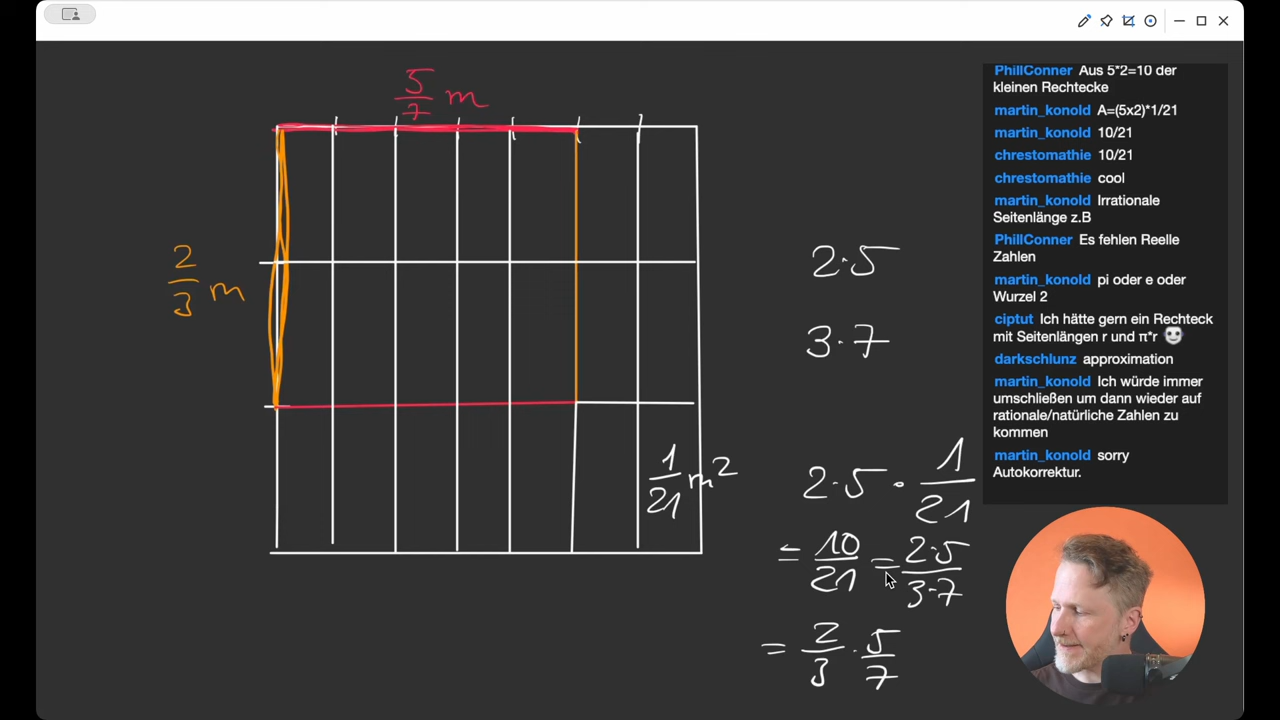 5/7 m
2/3 m
1/21 m²
2·5
3·7
2·5 · 1/21
= 10/21 = 2·5/3·7
= 2/3 · 5/7
PhillConner Aus 5*2=10 der
kleinen Rechtecke
martin_konold A=(5x2)*1/21
martin_konold 10/21
chrestomathie 10/21
chrestomathie cool
martin_konold Irrationale
Seitenlänge z.B
PhillConner Es fehlen Reelle
Zahlen
martin_konold pi oder e oder
Wurzel 2
ciptut Ich hätte gern ein Rechteck
mit Seitenlängen r und π*r
darkschlunz approximation
martin_konold Ich würde immer
umschließen um dann wieder auf
rationale/natürliche Zahlen zu
kommen
martin_konold sorry
Autokorrektur.